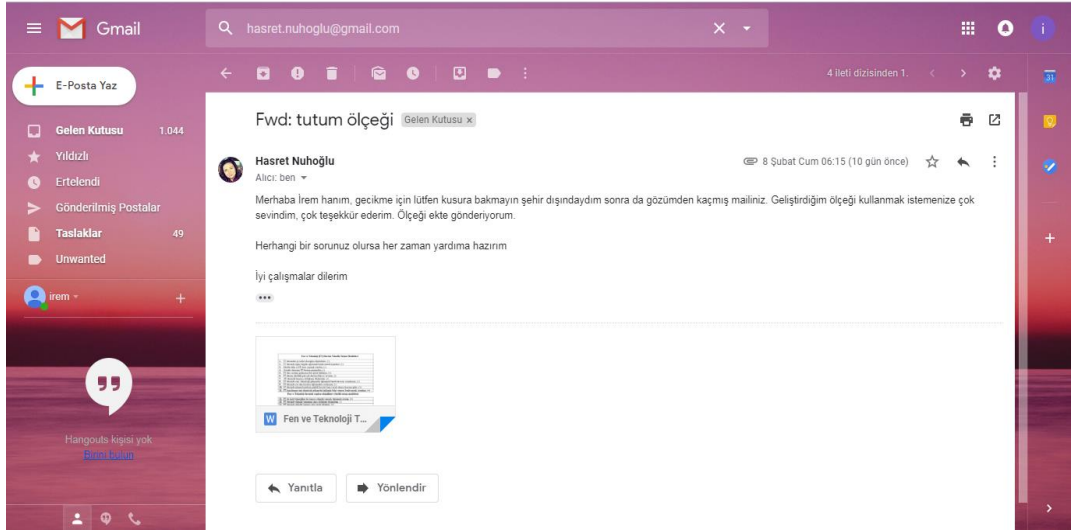 Gmail
hasret.nuhoglu@gmail.com
i
E-Posta Yaz
4 ileti dizisinden 1.
31
Gelen Kutusu 1.044
Yıldızlı
Ertelendi
Gönderilmiş Postalar
Taslaklar 49
Unwanted
irem
Hangouts kişisi yok
Birini bulun
Fwd: tutum ölçeği Gelen Kutusu x
Hasret Nuhoğlu 8 Şubat Cum 06:15 (10 gün önce)
Alıcı: ben
Merhaba İrem hanım, gecikme için lütfen kusura bakmayın şehir dışındaydım sonra da gözümden kaçmış mailiniz. Geliştirdiğim ölçeği kullanmak istemenize çok
sevindim, çok teşekkür ederim. Ölçeği ekte gönderiyorum.
Herhangi bir sorunuz olursa her zaman yardıma hazırım
İyi çalışmalar dilerim
W Fen ve Teknoloji T...
Yanıtla
Yönlendir